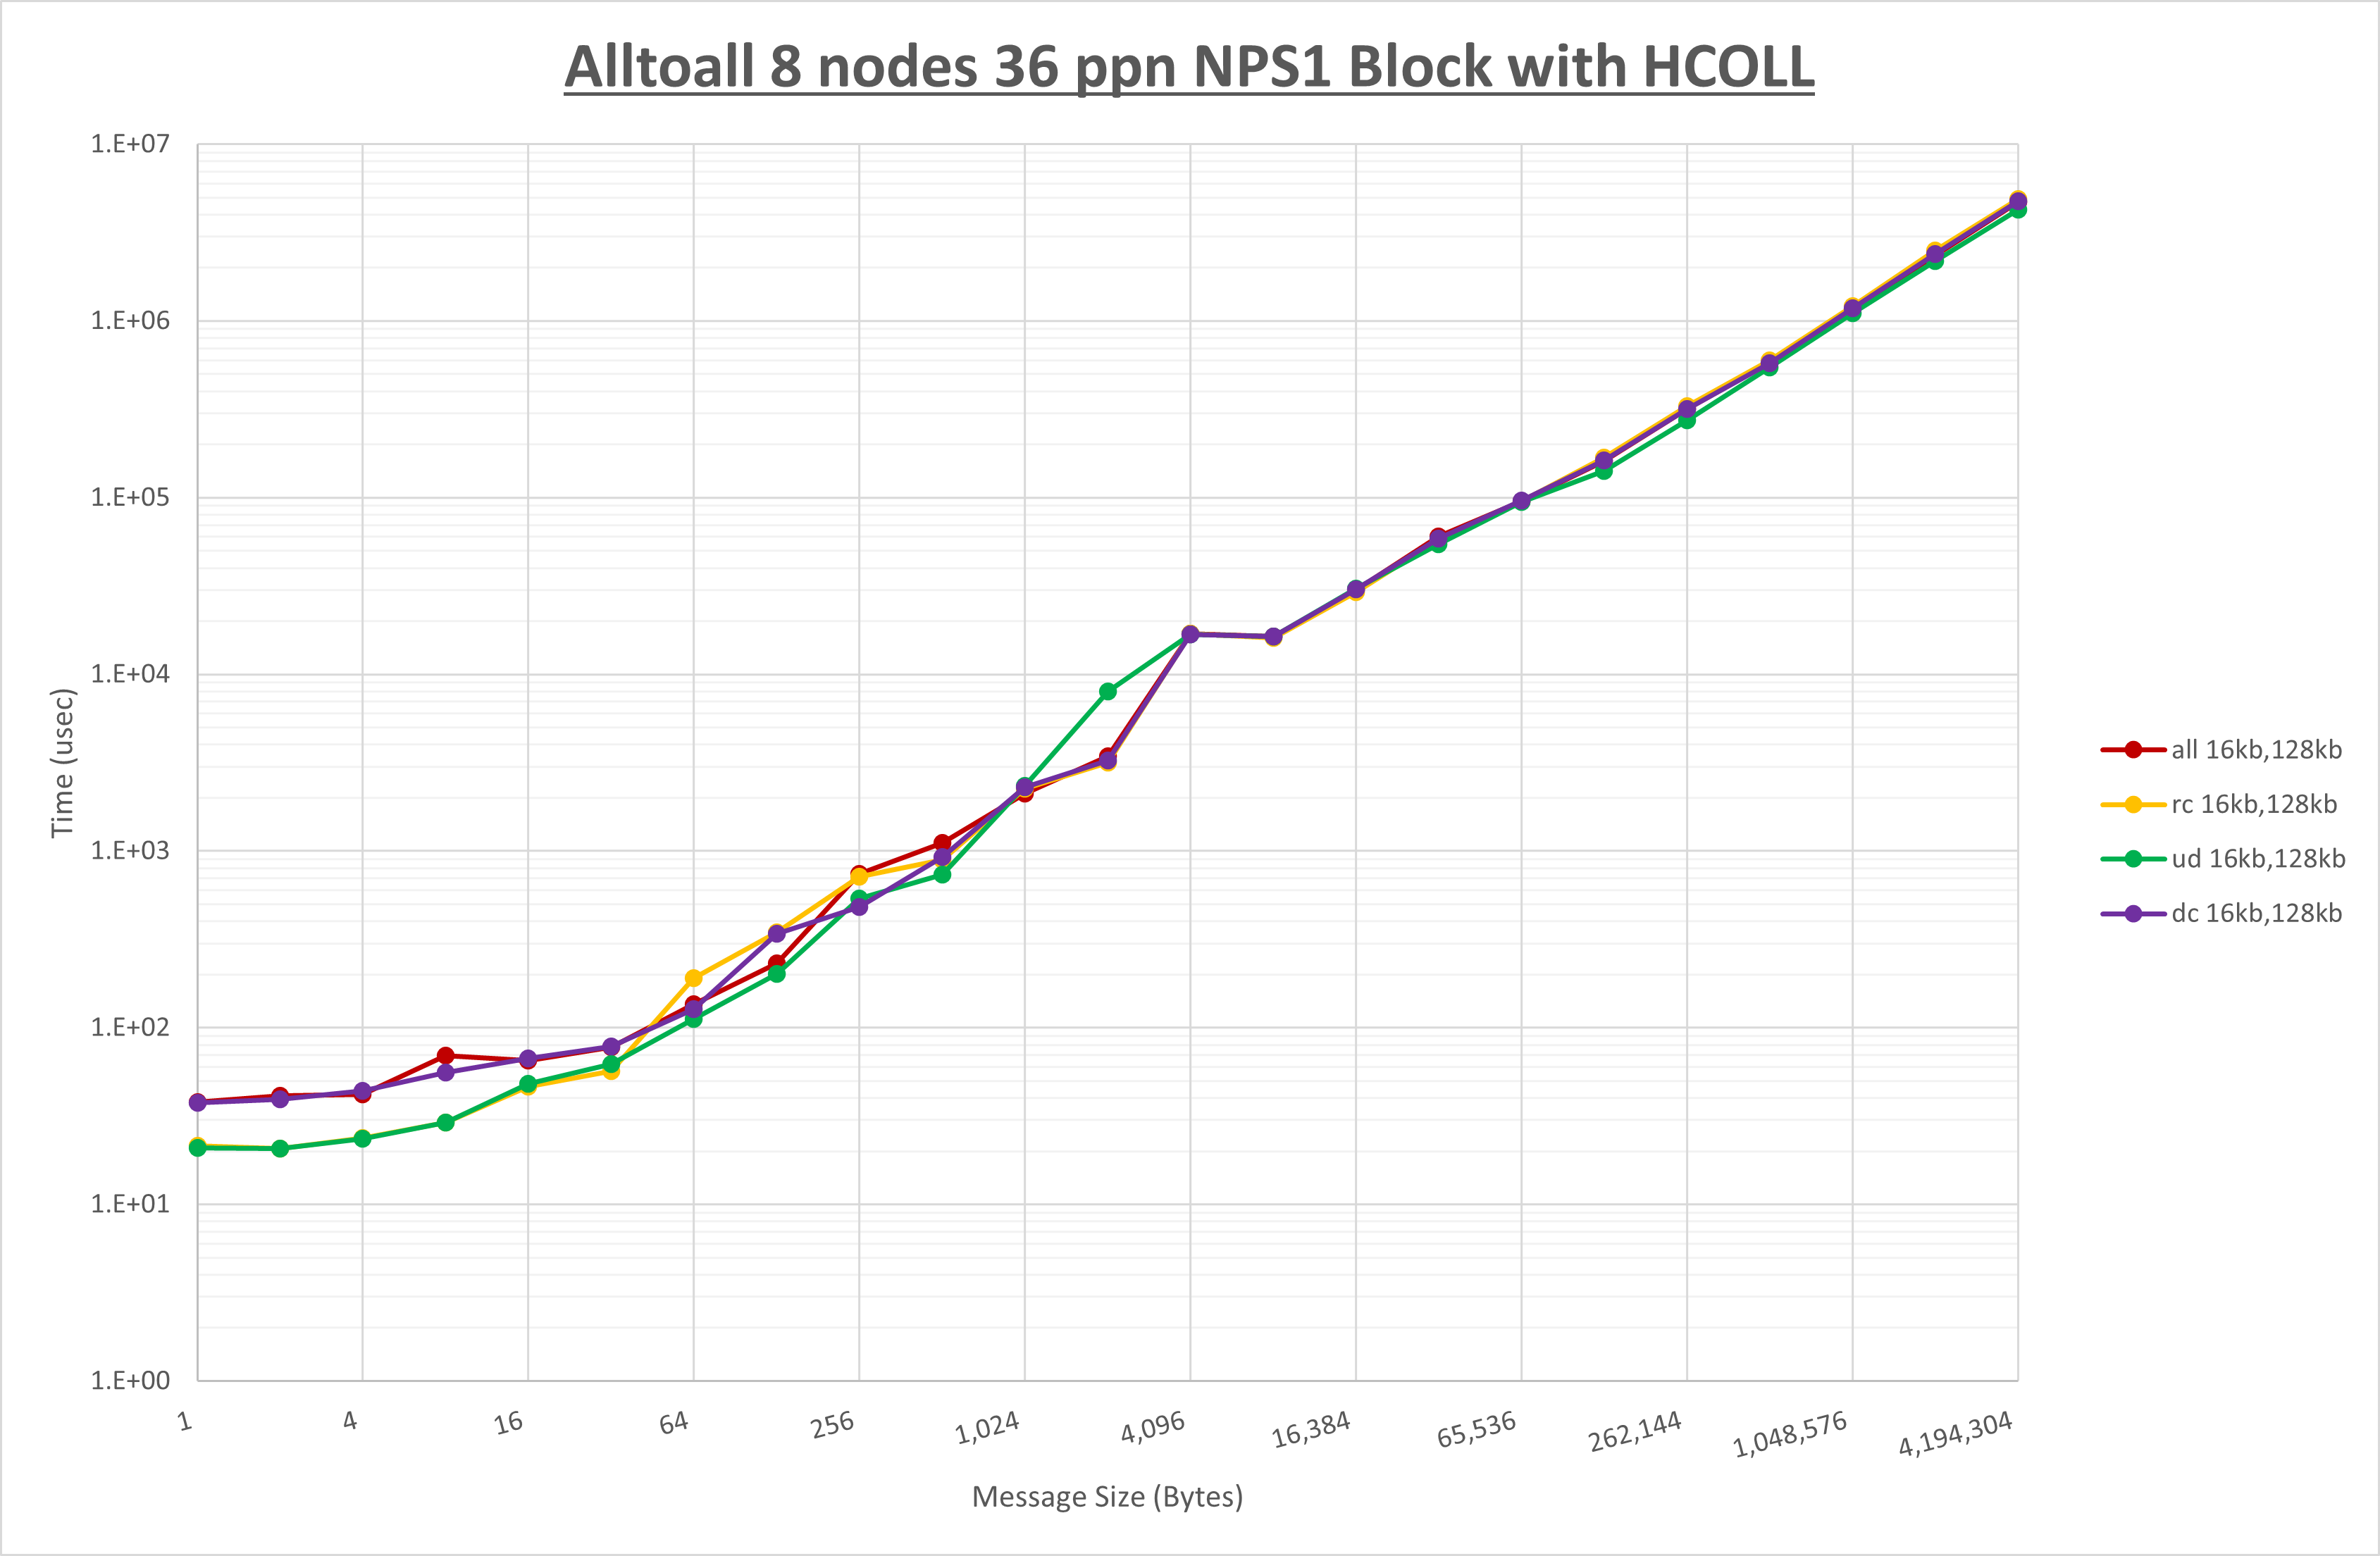 Alltoall 8 nodes 36 ppn NPS1 Block with HCOLL
1.E+07
1.E+06
1.E+05
1.E+04
1.E+03
1.E+02
1.E+01
1.E+00
Time (usec)
1 4 16 64 256 1,024 4,096 16,384 65,536 262,144 1,048,576 4,194,304
Message Size (Bytes)
all 16kb,128kb
rc 16kb,128kb
ud 16kb,128kb
dc 16kb,128kb